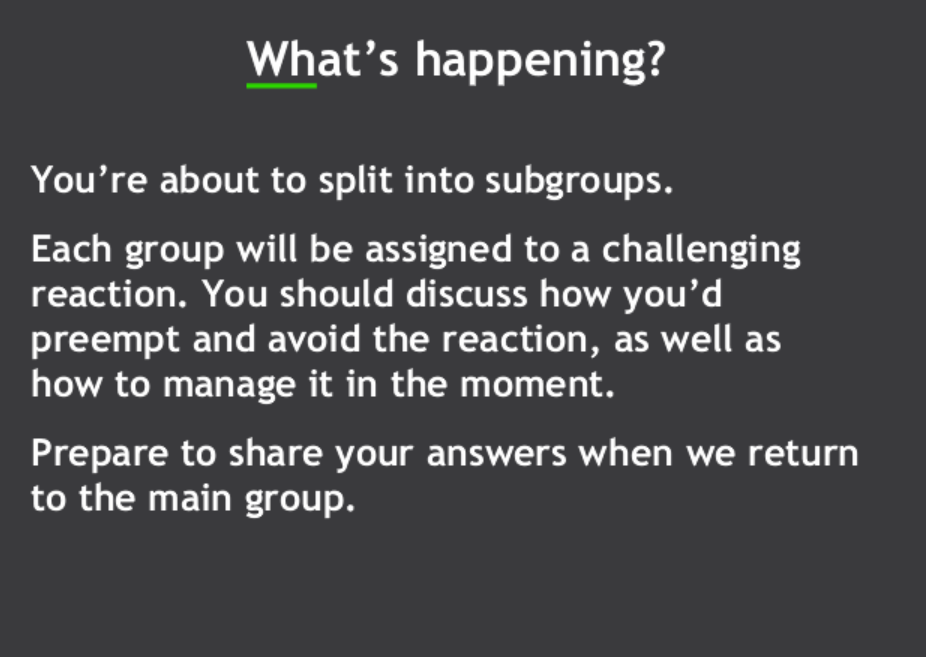 What’s happening?
You’re about to split into subgroups.
Each group will be assigned to a challenging
reaction. You should discuss how you’d
preempt and avoid the reaction, as well as
how to manage it in the moment.
Prepare to share your answers when we return
to the main group.